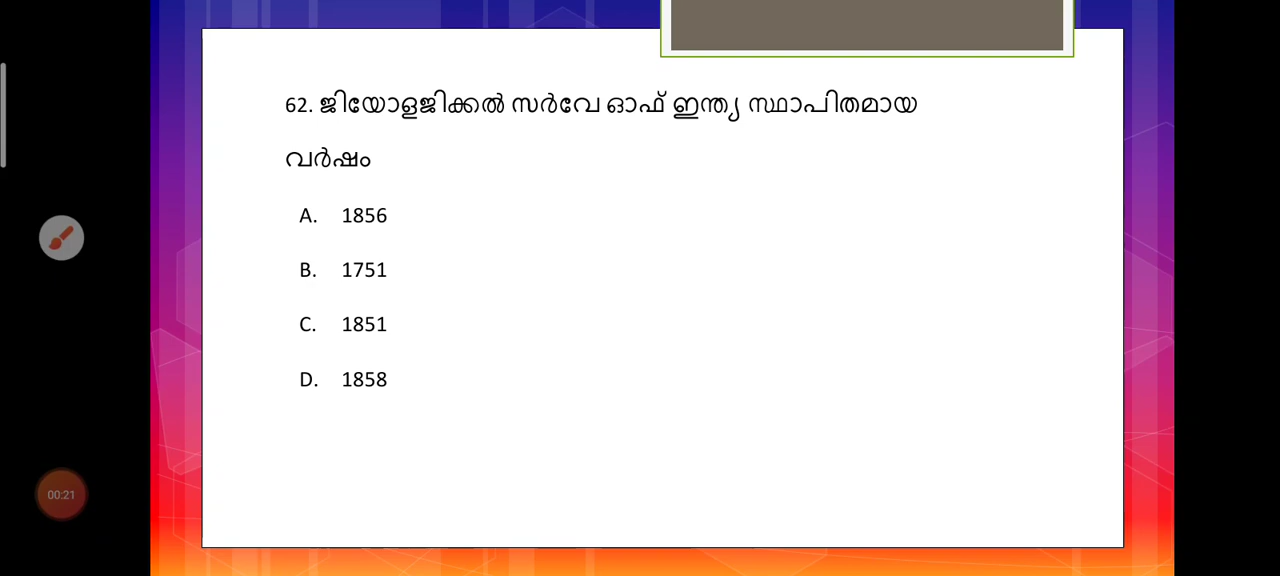 62. ജിയോളജിക്കൽ സർവേ ഓഫ് ഇന്ത്യ സ്ഥാപിതമായ
വർഷം
A. 1856
B. 1751
C. 1851
D. 1858
00:21